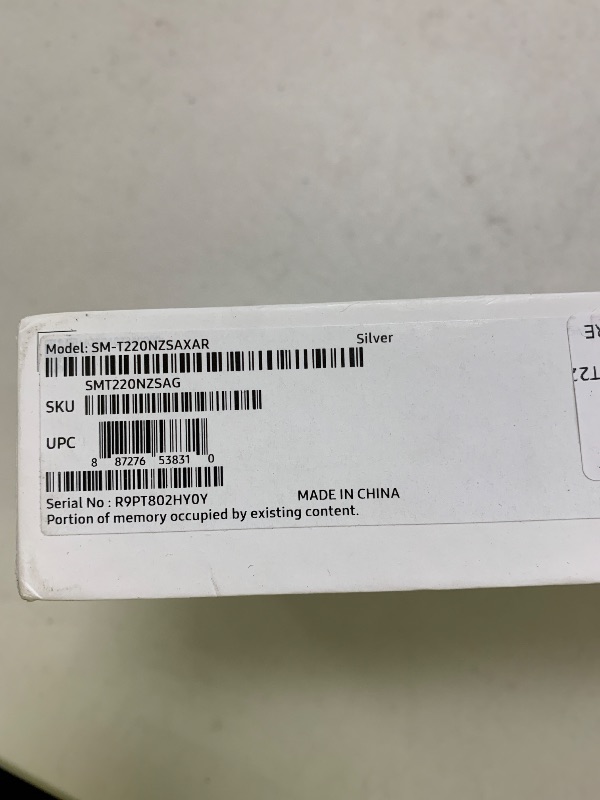 Model: SM-T220NZSAXAR Silver
SMT220NZSAG
SKU
UPC
8 87276 53831 0
Serial No : R9PT802HY0Y MADE IN CHINA
Portion of memory occupied by existing content.